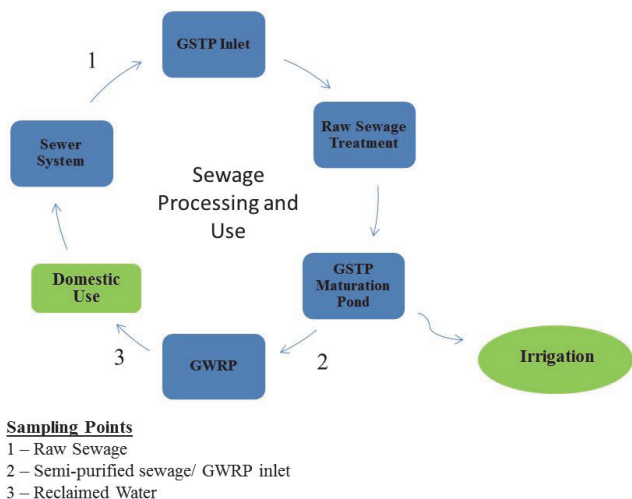 GSTP Inlet
1
Raw Sewage
Treatment
Sewer
System
Sewage
Processing and
Use
GSTP
Maturation
Pond
Domestic
Use
Irrigation
GWRP
3
2
Sampling Points
1 – Raw Sewage
2 – Semi-purified sewage/ GWRP inlet
3 – Reclaimed Water